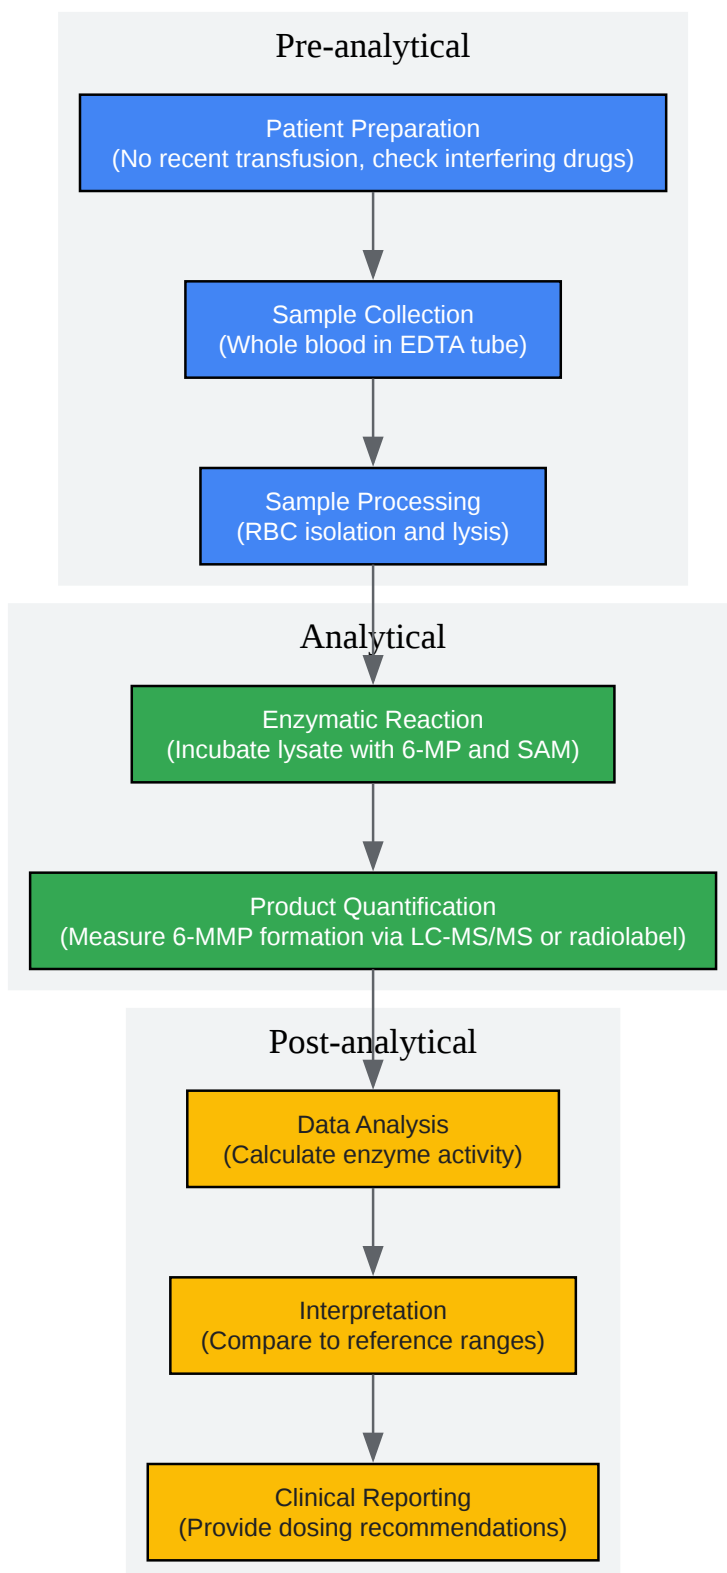 Pre-analytical
Patient Preparation
(No recent transfusion, check interfering drugs)
Sample Collection
(Whole blood in EDTA tube)
Sample Processing
(RBC isolation and lysis)
Analytical
Enzymatic Reaction
(Incubate lysate with 6-MP and SAM)
Product Quantification
(Measure 6-MMP formation via LC-MS/MS or radiolabel)
Post-analytical
Data Analysis
(Calculate enzyme activity)
Interpretation
(Compare to reference ranges)
Clinical Reporting
(Provide dosing recommendations)